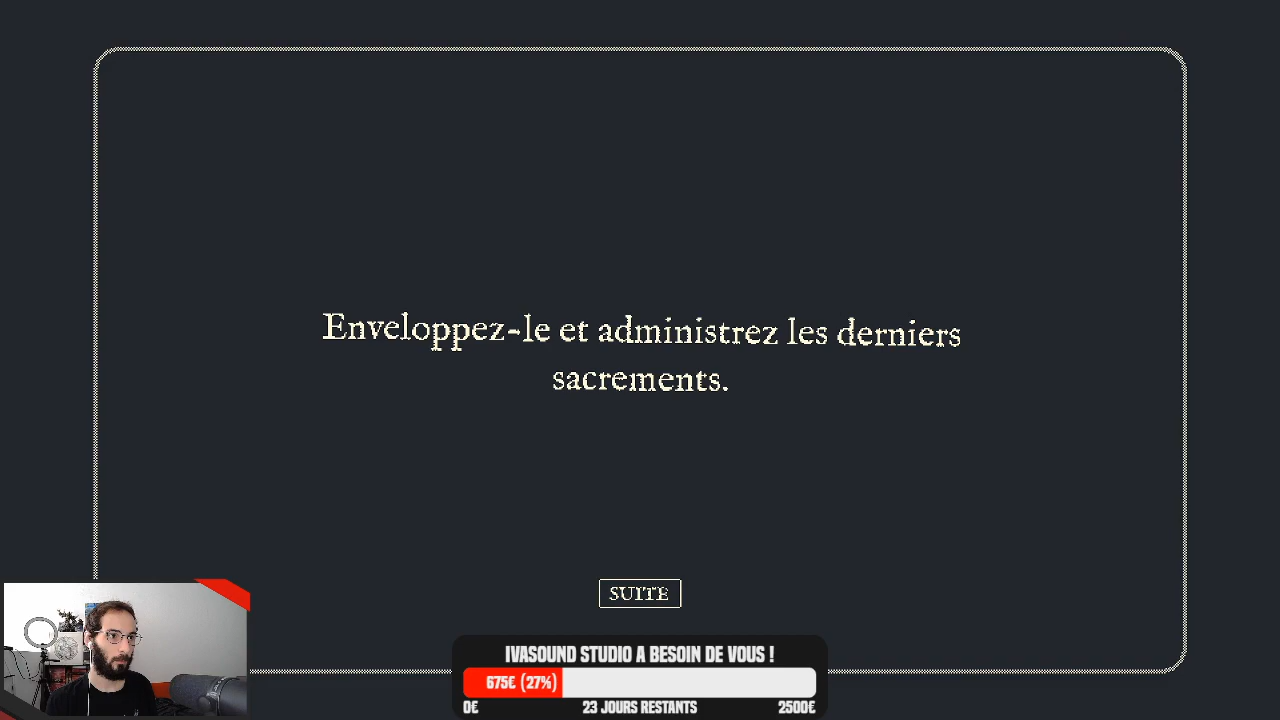 Enveloppez-le et administrez les derniers
sacrements.
SUITE
IVASOUND STUDIO A BESOIN DE VOUS !
675€ (27%)
0€ 23 JOURS RESTANTS 2500€